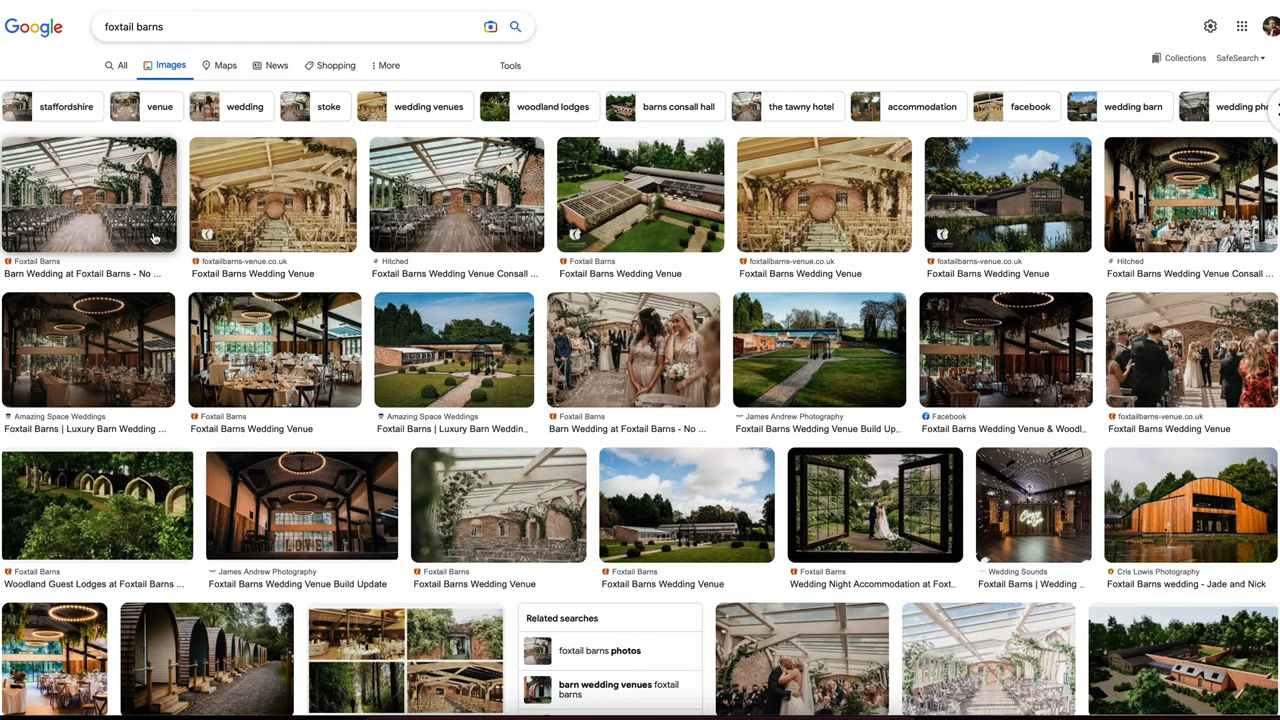 Google
foxtail barns
All
Images
Maps
News
Shopping
More
Tools
Collections
SafeSearch
staffordshire
venue
wedding
stoke
wedding venues
woodland lodges
barns consall hall
the tawny hotel
accommodation
facebook
wedding barn
wedding pho
Foxtail Barns
Barn Wedding at Foxtail Barns - No ...
foxtailbarns-venue.co.uk
Foxtail Barns Wedding Venue
Hitched
Foxtail Barns Wedding Venue Consall ...
Foxtail Barns
Foxtail Barns Wedding Venue
foxtailbarns-venue.co.uk
Foxtail Barns Wedding Venue
foxtailbarns-venue.co.uk
Foxtail Barns Wedding Venue
Hitched
Foxtail Barns Wedding Venue Consall ...
Amazing Space Weddings
Foxtail Barns | Luxury Barn Wedding ...
Foxtail Barns
Foxtail Barns Wedding Venue
Amazing Space Weddings
Foxtail Barns | Luxury Barn Weddin...
Foxtail Barns
Barn Wedding at Foxtail Barns - No ...
James Andrew Photography
Foxtail Barns Wedding Venue Build Up...
Facebook
Foxtail Barns Wedding Venue & Woodl...
foxtailbarns-venue.co.uk
Foxtail Barns Wedding Venue
LOVE
Foxtail Barns
Woodland Guest Lodges at Foxtail Barns ...
James Andrew Photography
Foxtail Barns Wedding Venue Build Update
Foxtail Barns
Foxtail Barns Wedding Venue
Foxtail Barns
Foxtail Barns Wedding Venue
Foxtail Barns
Wedding Night Accommodation at Foxt...
Wedding Sounds
Foxtail Barns | Wedding ...
Cris Lowis Photography
Foxtail Barns wedding - Jade and Nick
Related searches
foxtail barns photos
barn wedding venues foxtail
barns